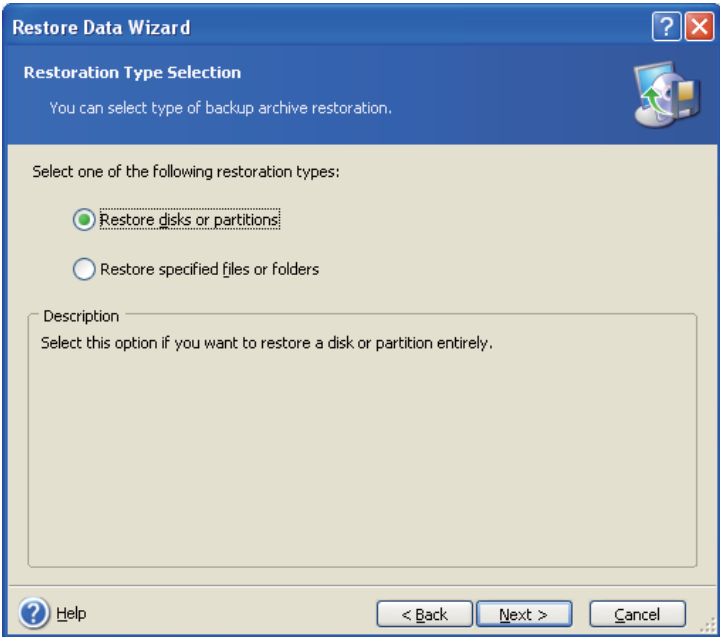 Restore Data Wizard
?
Restoration Type Selection
You can select type of backup archive restoration.
Select one of the following restoration types:
Restore disks or partitions
Restore specified files or folders
Description
Select this option if you want to restore a disk or partition entirely.
? Help
< Back
Next >
Cancel